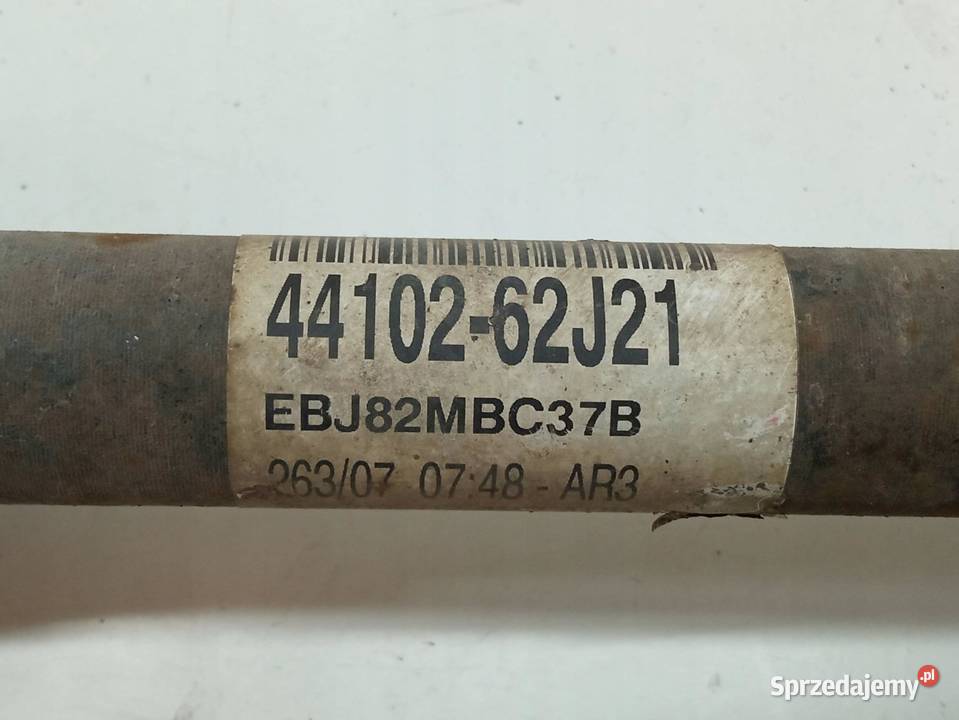 44102-62J21
EBJ82MBC37B
263/07 07:48 - AR3
Sprzedajemy.pl